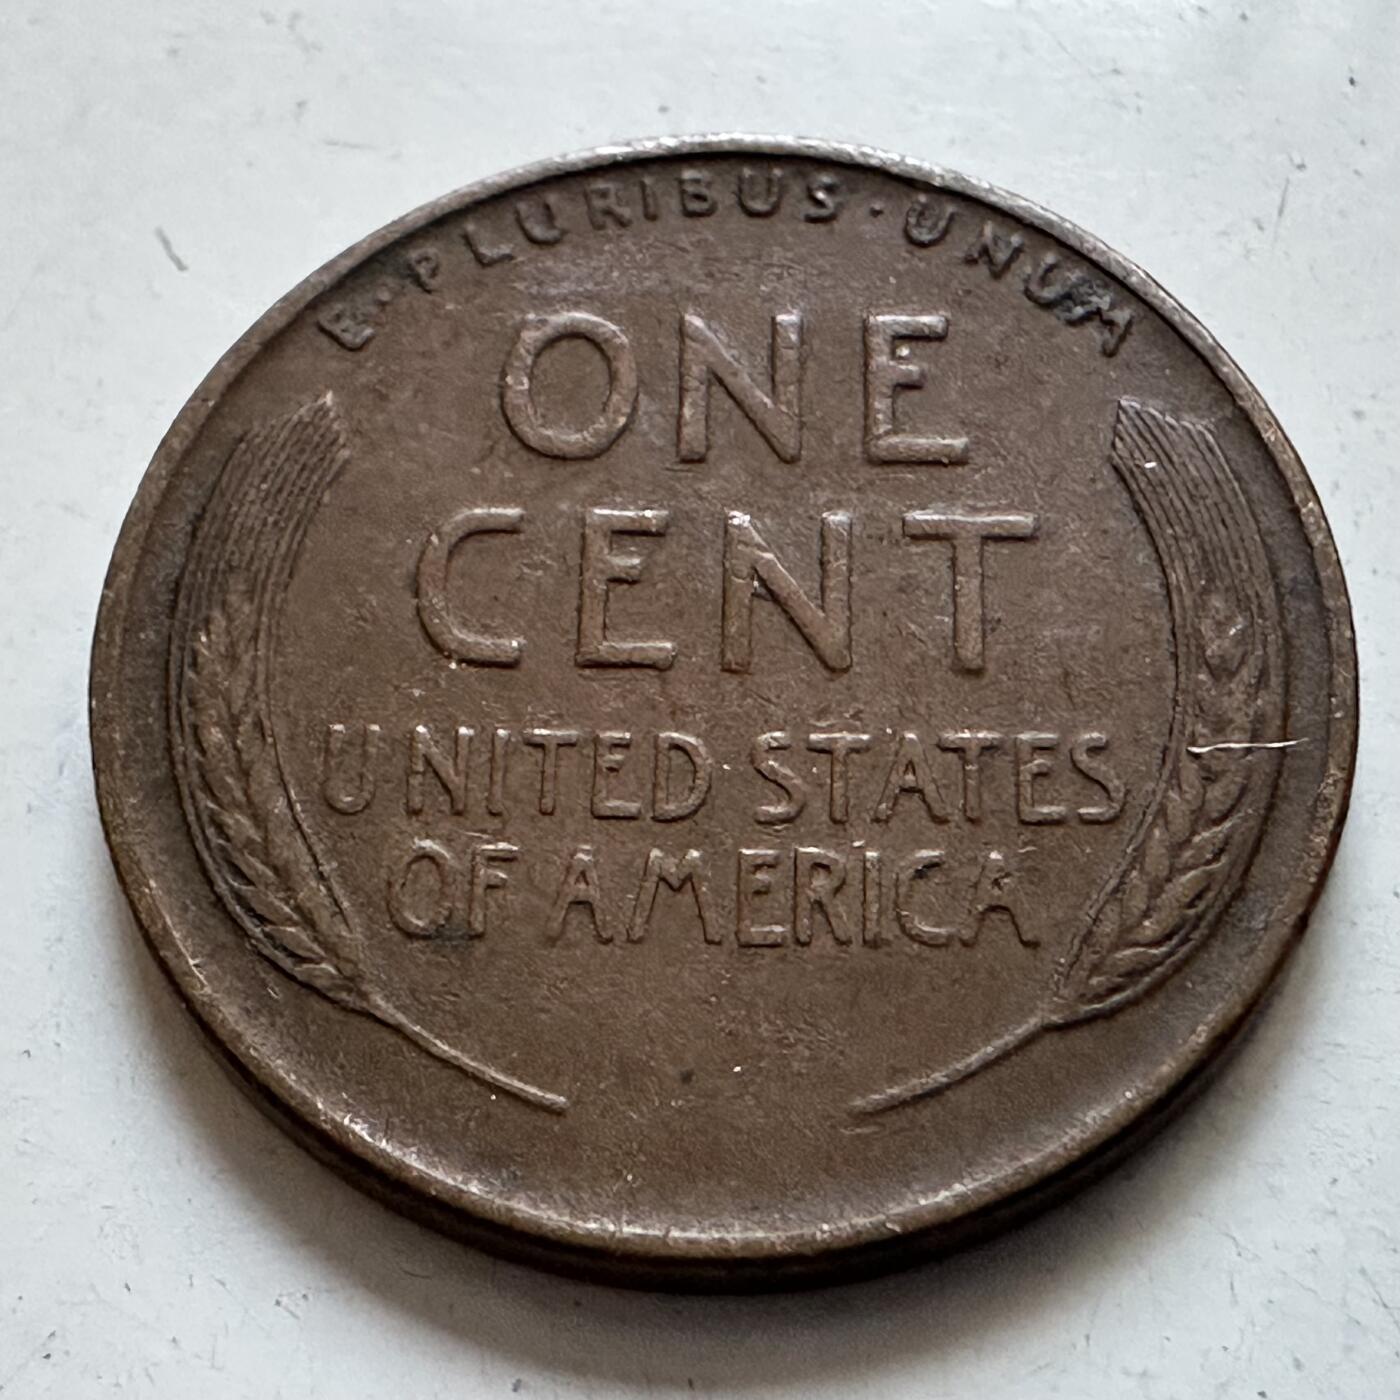 E·PLURIBUS·UNUM
ONE
CENT
UNITED STATES
OF AMERICA